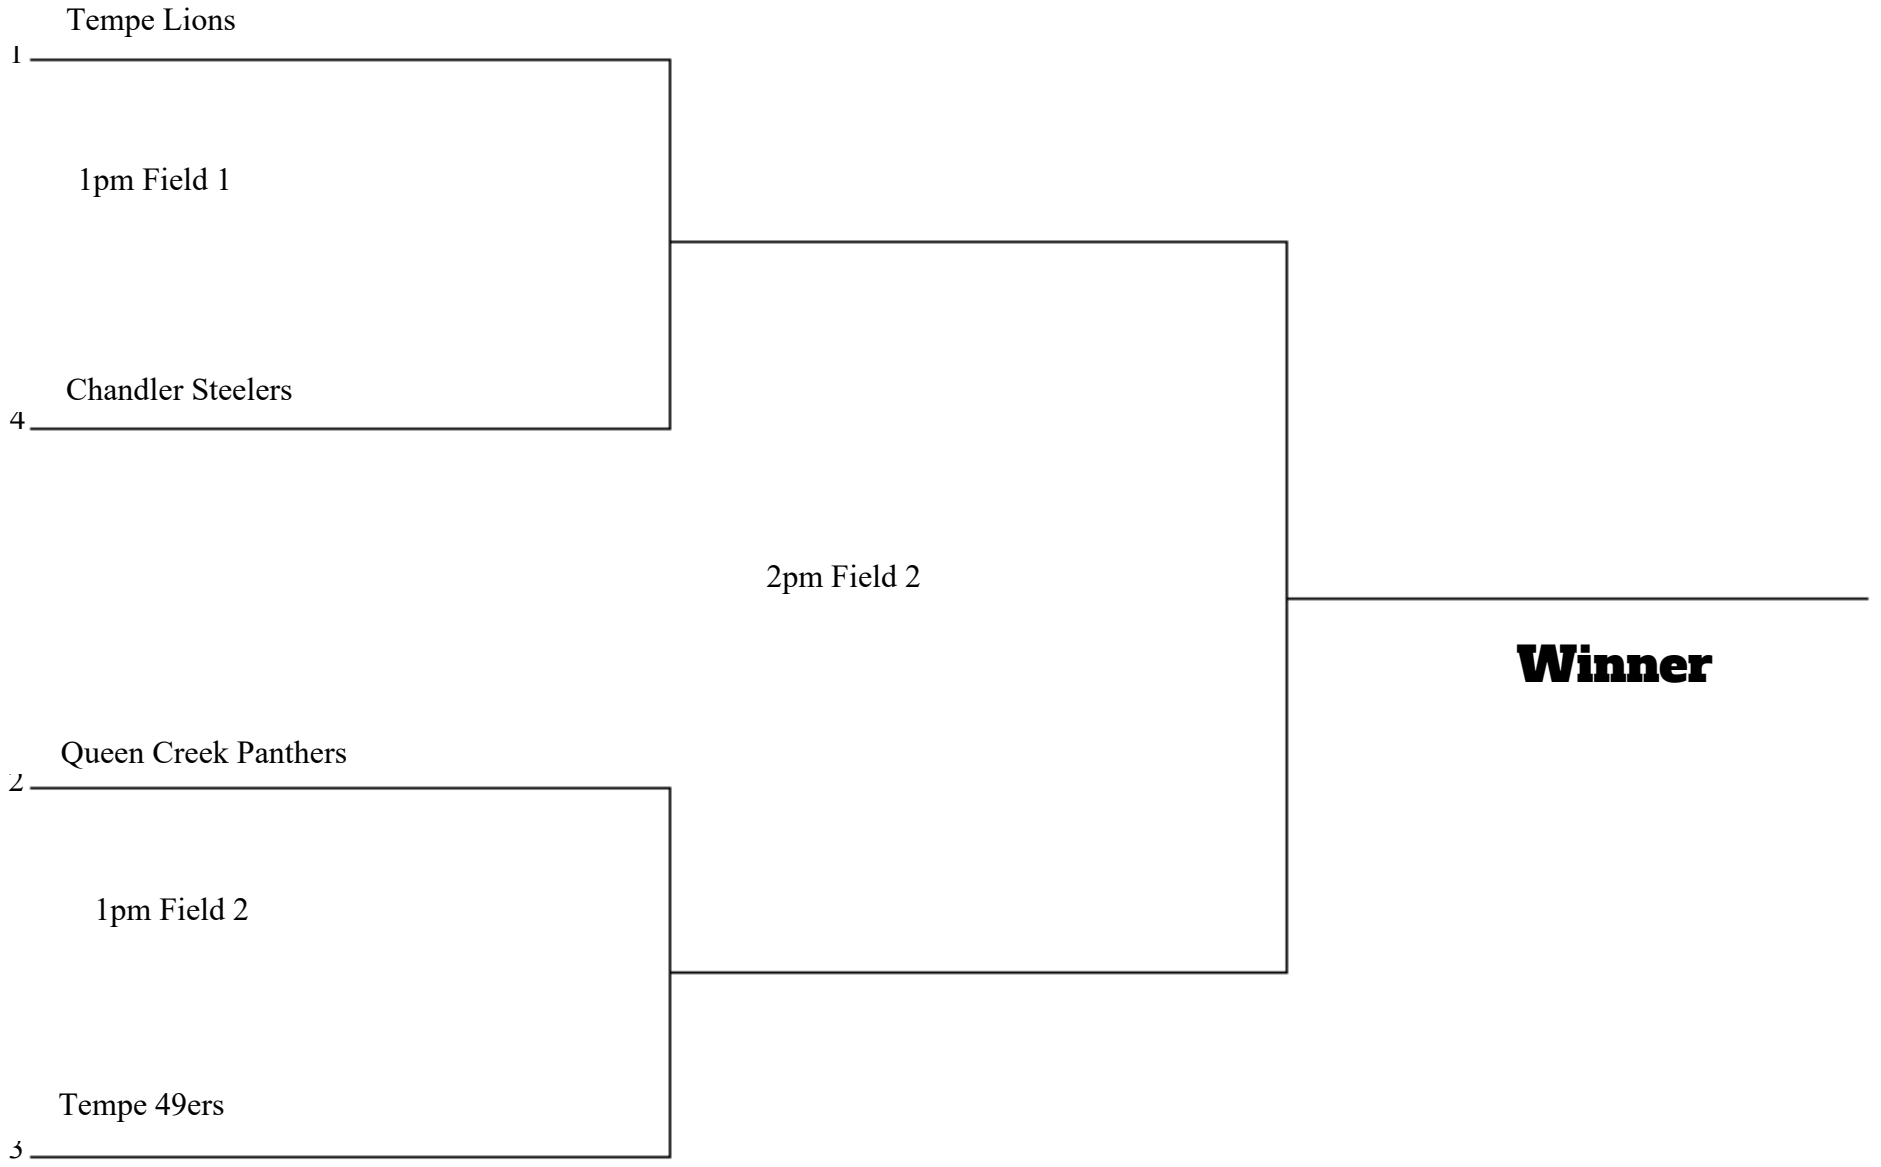 Tempe Lions
1
1pm Field 1
Chandler Steelers
4
2pm Field 2
Winner
Queen Creek Panthers
2
1pm Field 2
Tempe 49ers
3